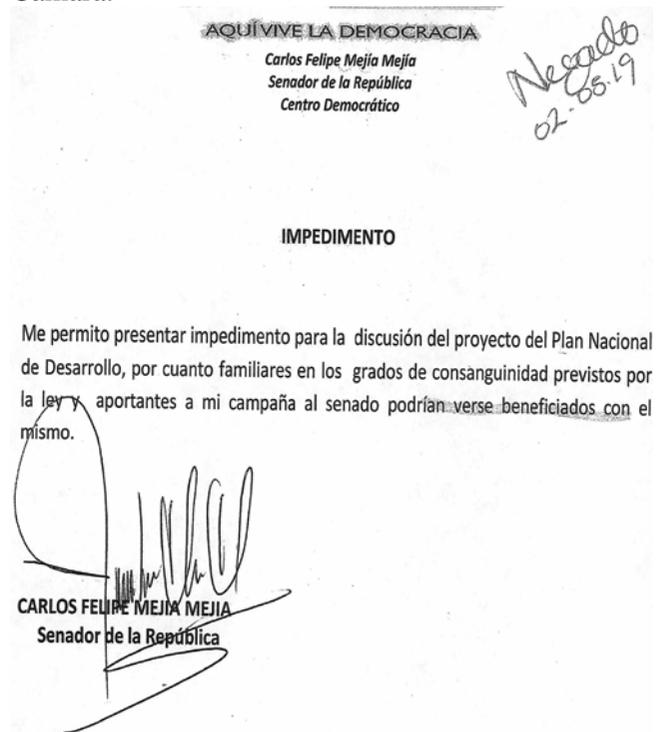 AQUÍ VIVE LA DEMOCRACIA
Carlos Felipe Mejía Mejía
Senador de la República
Centro Democrático
Negado
02-05.19
IMPEDIMENTO
Me permito presentar impedimento para la discusión del proyecto del Plan Nacional
de Desarrollo, por cuanto familiares en los grados de consanguinidad previstos por
la ley y aportantes a mi campaña al senado podrían verse beneficiados con el
mismo.
CARLOS FELIPE MEJIA MEJIA
Senador de la República